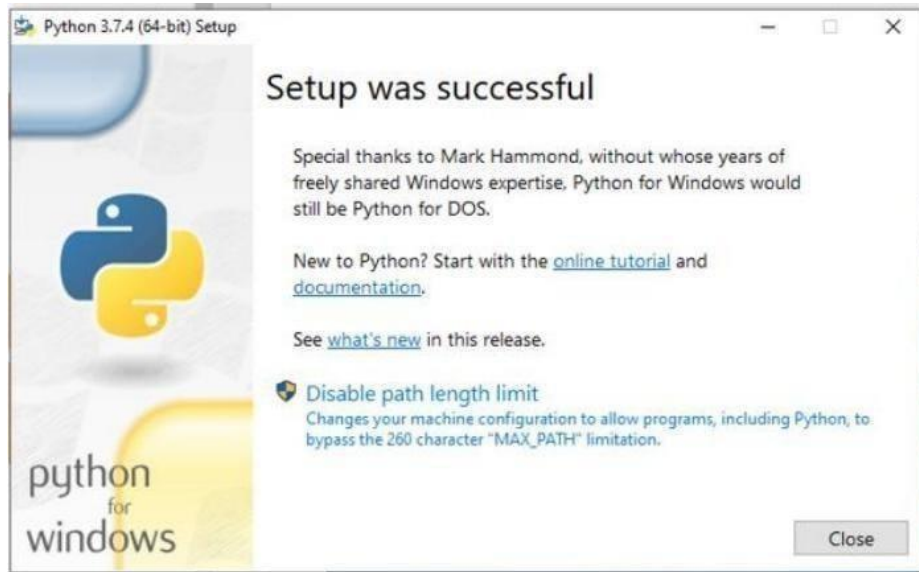 Python 3.7.4 (64-bit) Setup
Setup was successful
Special thanks to Mark Hammond, without whose years of
freely shared Windows expertise, Python for Windows would
still be Python for DOS.
New to Python? Start with the online tutorial and
documentation.
See what's new in this release.
Disable path length limit
Changes your machine configuration to allow programs, including Python, to
bypass the 260 character "MAX_PATH" limitation.
python
for
windows
Close